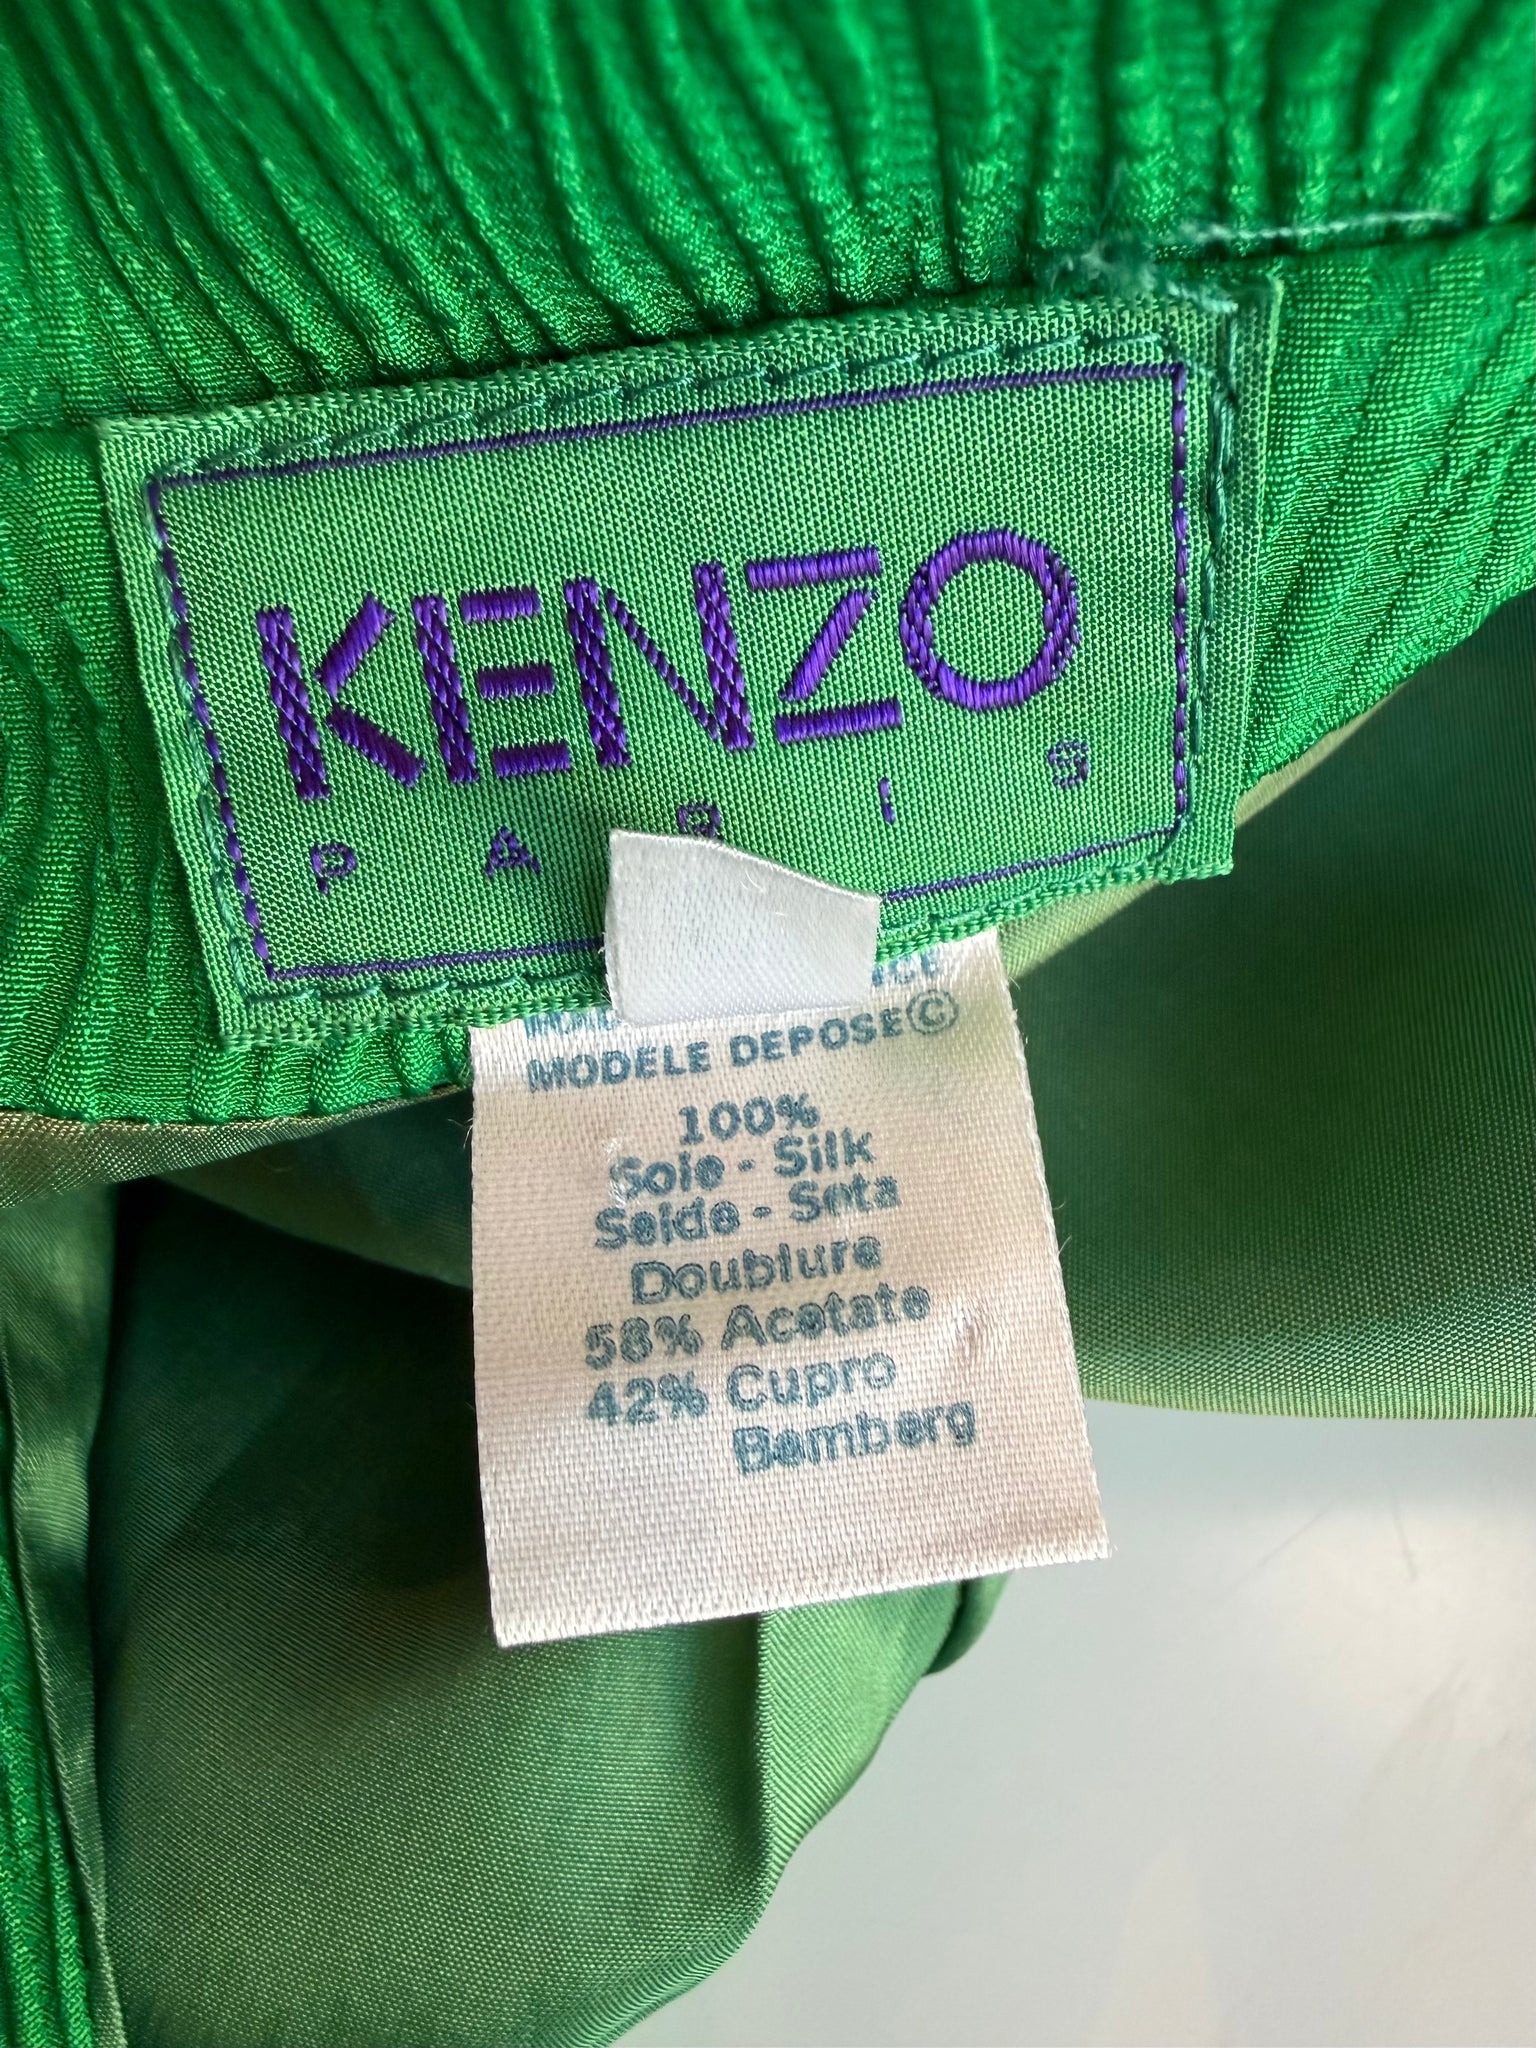 KENZO
PARIS
MODELE DEPOSE©
100%
Soie - Silk
Seide - Seta
Doublure
58% Acetate
42% Cupro
Bemberg